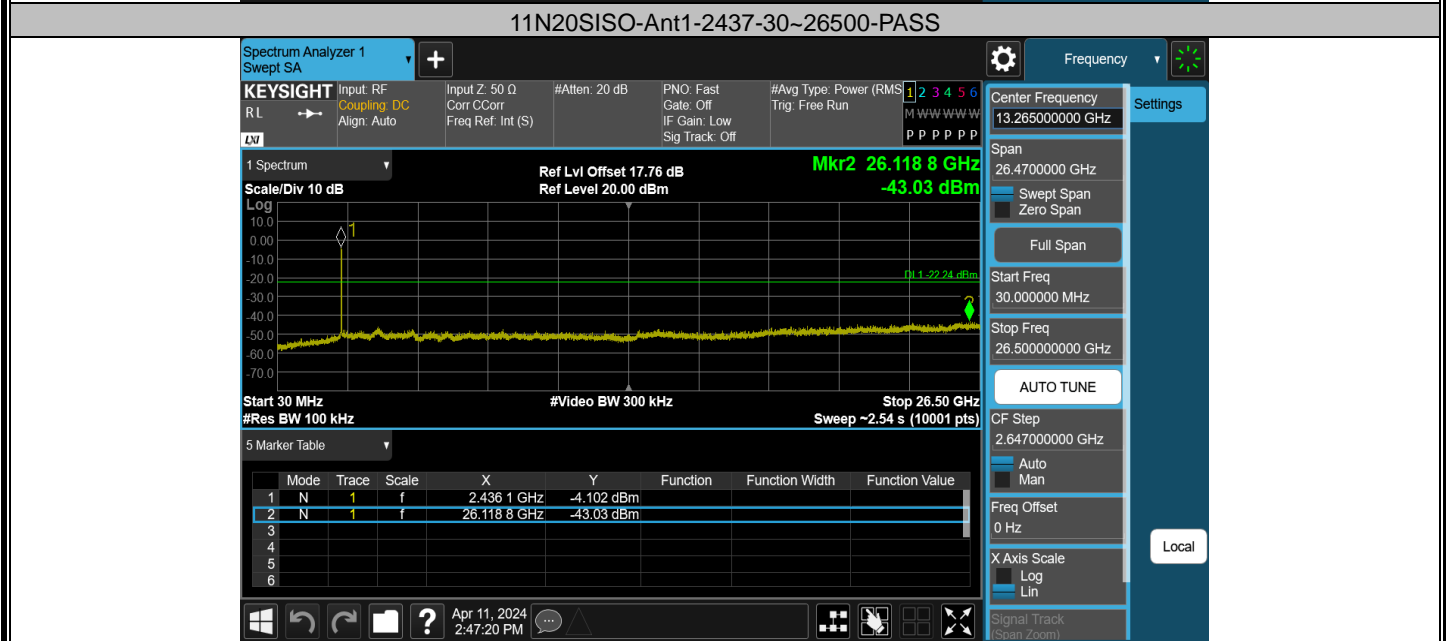 11N20SISO-Ant1-2437-30~26500-PASS
Spectrum Analyzer 1
Swept SA
Frequency
KEYSIGHT
R L
LXI
Input: RF
Coupling: DC
Align: Auto
Input Z: 50 Ω
Corr CCorr
Freq Ref: Int (S)
#Atten: 20 dB
PNO: Fast
Gate: Off
IF Gain: Low
Sig Track: Off
#Avg Type: Power (RMS
Trig: Free Run
1 2 3 4 5 6
M W W W W W
P P P P P P
1 Spectrum
Scale/Div 10 dB
Ref Lvl Offset 17.76 dB
Ref Level 20.00 dBm
Mkr2 26.118 8 GHz
-43.03 dBm
Log
10.0
0.00
-10.0
-20.0
-30.0
-40.0
-50.0
-60.0
-70.0
1
DL1 -22.24 dBm
2
Start 30 MHz
#Res BW 100 kHz
#Video BW 300 kHz
Stop 26.50 GHz
Sweep ~2.54 s (10001 pts)
5 Marker Table
Mode Trace Scale X Y Function Function Width Function Value
1 N 1 f 2.436 1 GHz -4.102 dBm
2 N 1 f 26.118 8 GHz -43.03 dBm
3
4
5
6
Apr 11, 2024
2:47:20 PM
Center Frequency
13.265000000 GHz
Settings
Span
26.4700000 GHz
Swept Span
Zero Span
Full Span
Start Freq
30.000000 MHz
Stop Freq
26.500000000 GHz
AUTO TUNE
CF Step
2.647000000 GHz
Auto
Man
Freq Offset
0 Hz
X Axis Scale
Log
Lin
Local
Signal Track
(Span Zoom)